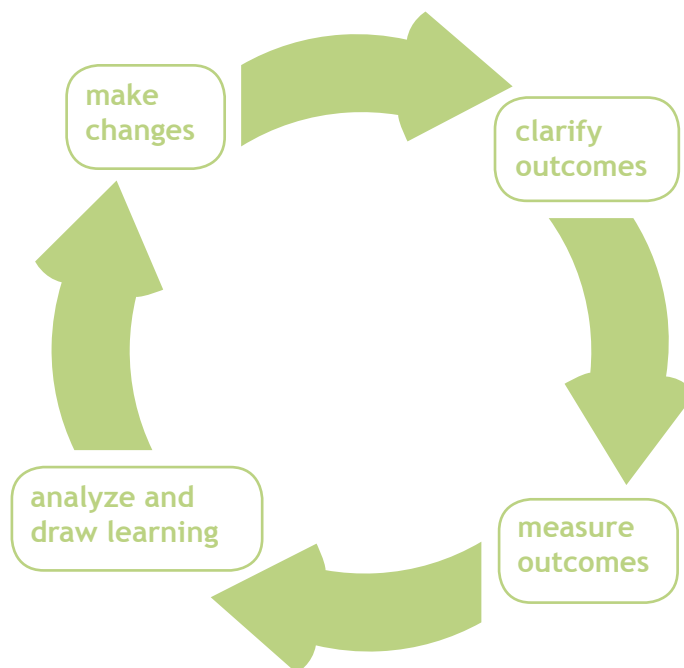 make
changes
clarify
outcomes
measure
outcomes
analyze and
draw learning